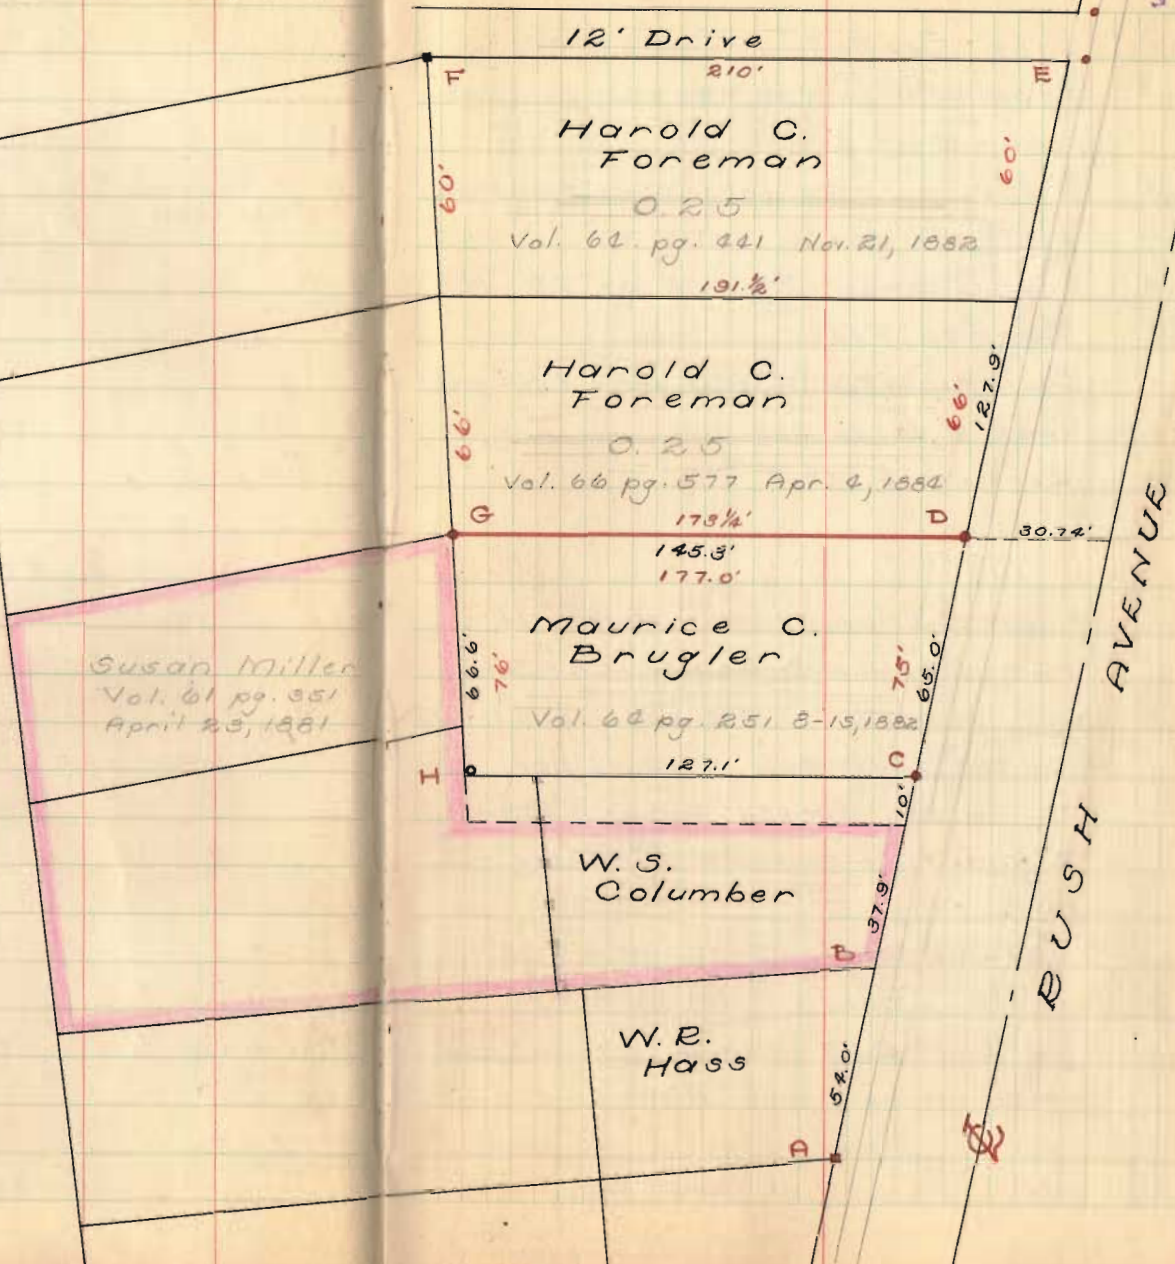 12' Drive
210'
F
E
Harold C.
Foreman
60'
60'
0.25
Vol. 64. pg. 441 Nov. 21, 1882
191.½'
Harold C.
Foreman
66'
66'
127.9'
0.25
Vol. 66 pg. 577 Apr. 4, 1884
G
173¼'
D
30.74'
145.3'
177.0'
Maurice C.
Brugler
66.6'
76'
75'
65.0'
Susan Miller
Vol. 61 pg. 351
April 23, 1881
Vol. 64 pg. 251 8-15, 1882
I
127.1'
C
10'
W. S.
Columber
37.9'
B
W. R.
Hass
54.0'
A
RUSH AVENUE
℄